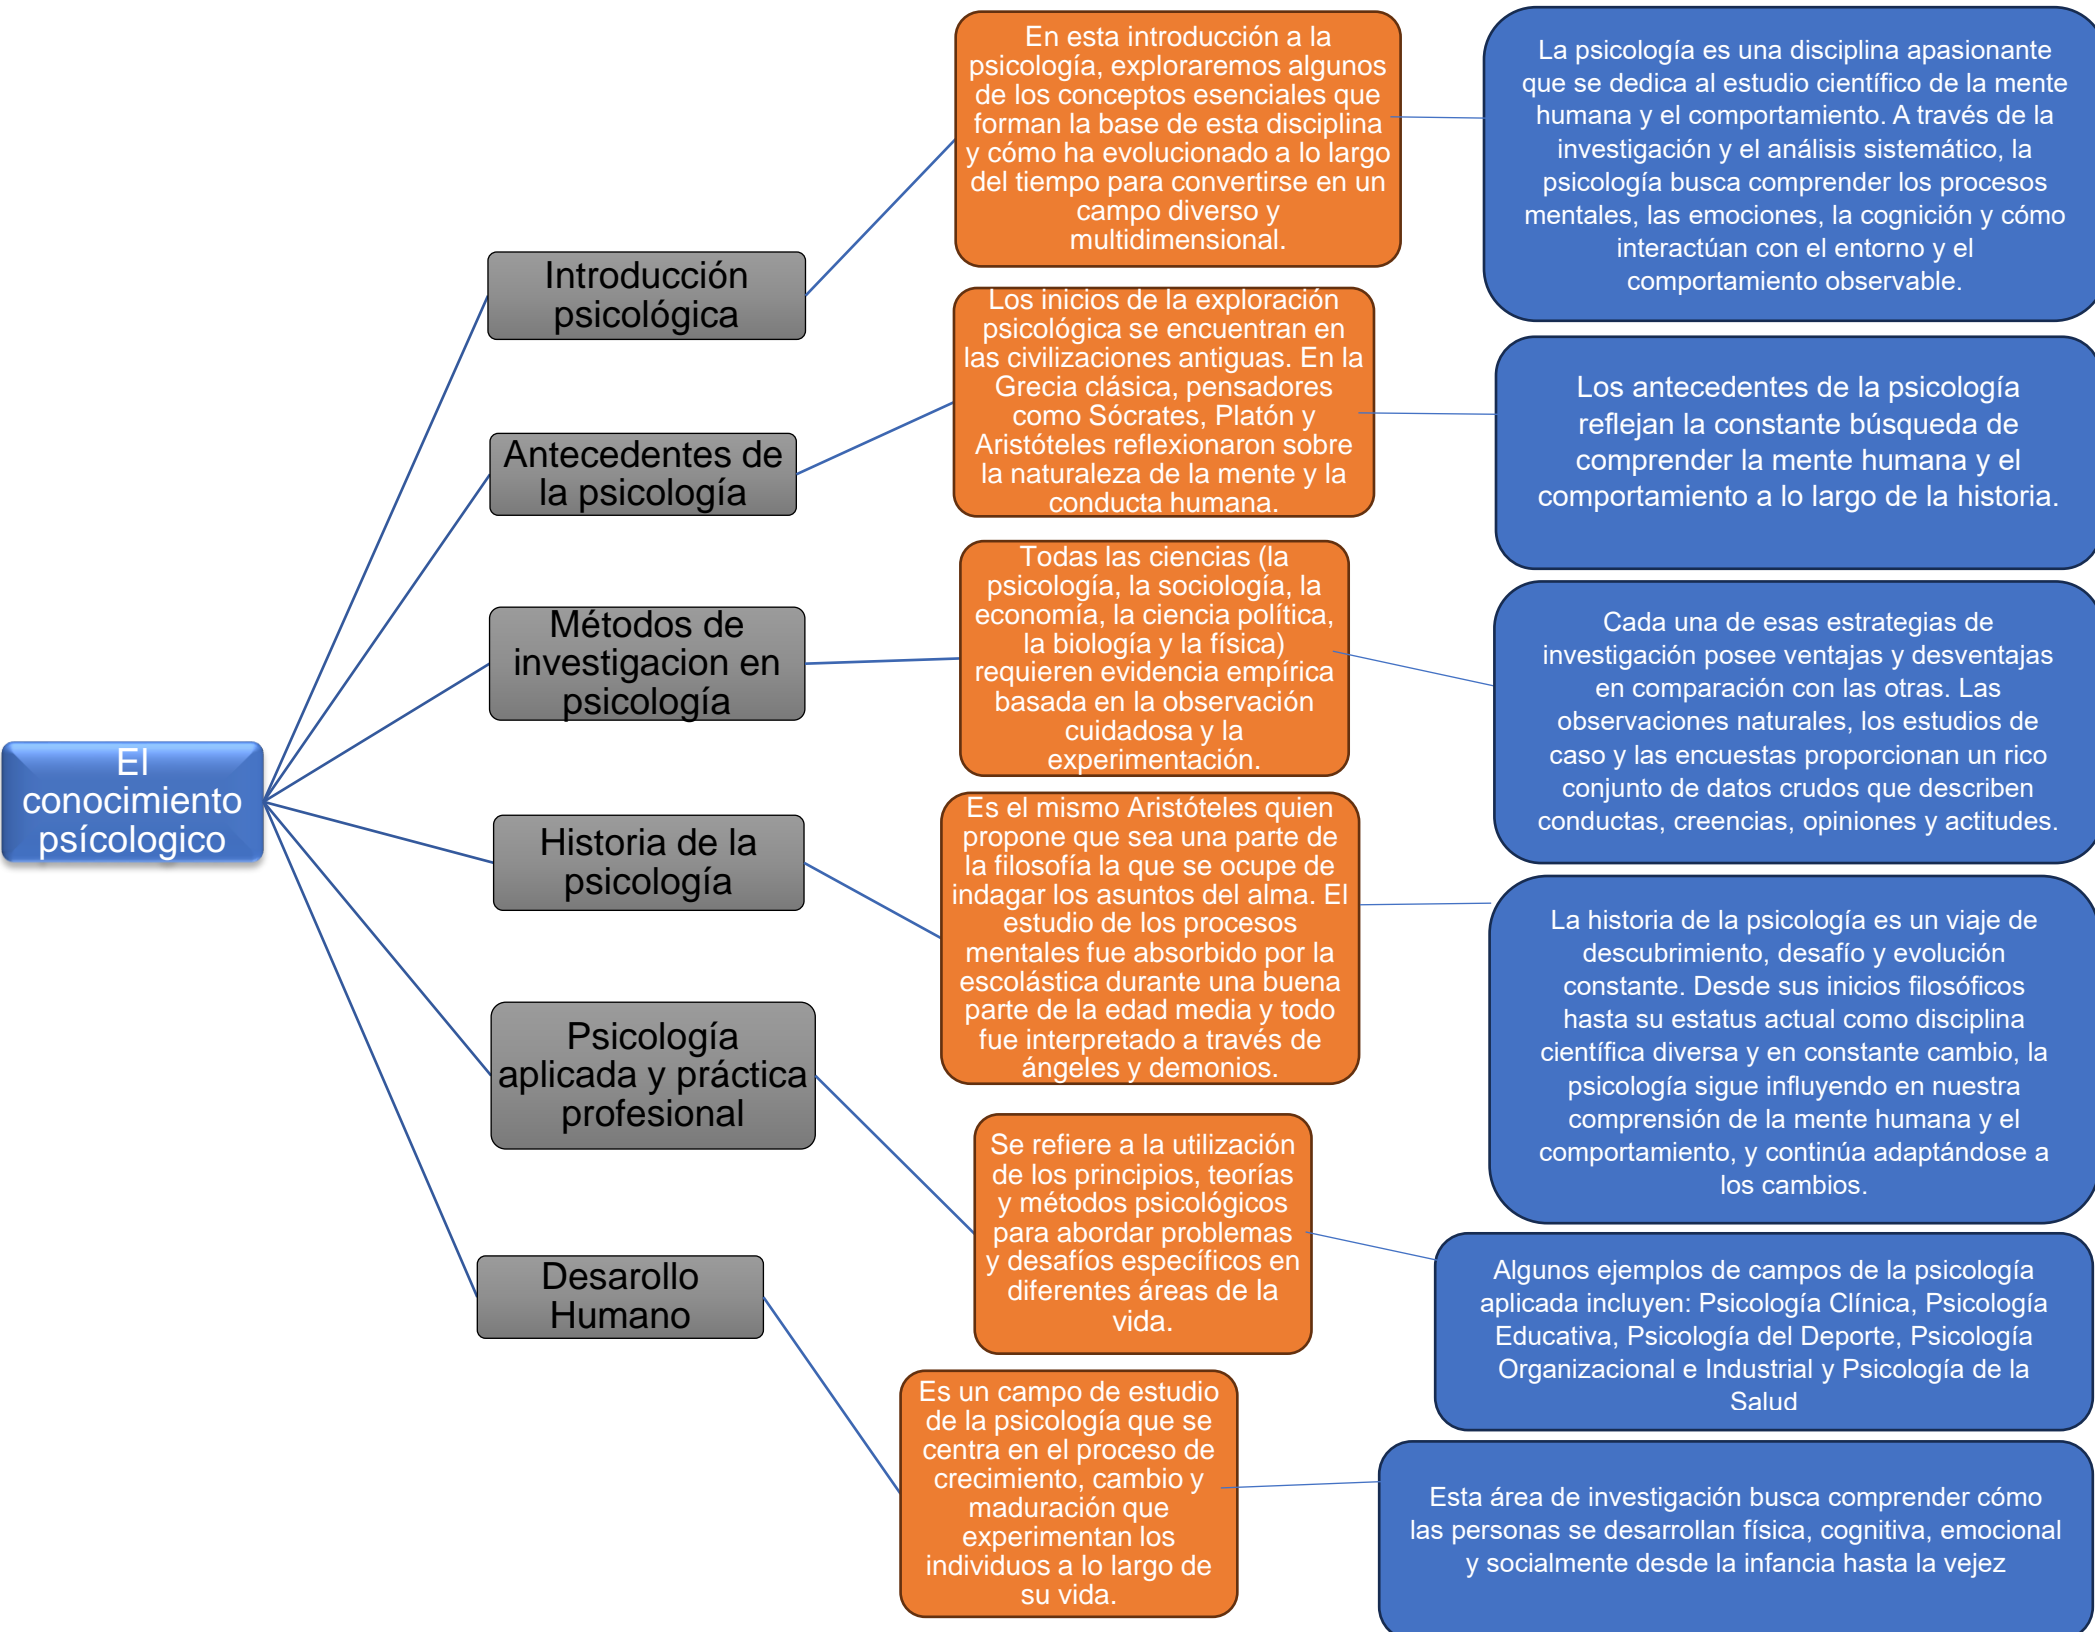 El
conocimiento
psícologico
Introducción
psicológica
En esta introducción a la
psicología, exploraremos algunos
de los conceptos esenciales que
forman la base de esta disciplina
y cómo ha evolucionado a lo largo
del tiempo para convertirse en un
campo diverso y
multidimensional.
La psicología es una disciplina apasionante
que se dedica al estudio científico de la mente
humana y el comportamiento. A través de la
investigación y el análisis sistemático, la
psicología busca comprender los procesos
mentales, las emociones, la cognición y cómo
interactúan con el entorno y el
comportamiento observable.
Antecedentes de
la psicología
Los inicios de la exploración
psicológica se encuentran en
las civilizaciones antiguas. En la
Grecia clásica, pensadores
como Sócrates, Platón y
Aristóteles reflexionaron sobre
la naturaleza de la mente y la
conducta humana.
Los antecedentes de la psicología
reflejan la constante búsqueda de
comprender la mente humana y el
comportamiento a lo largo de la historia.
Métodos de
investigacion en
psicología
Todas las ciencias (la
psicología, la sociología, la
economía, la ciencia política,
la biología y la física)
requieren evidencia empírica
basada en la observación
cuidadosa y la
experimentación.
Cada una de esas estrategias de
investigación posee ventajas y desventajas
en comparación con las otras. Las
observaciones naturales, los estudios de
caso y las encuestas proporcionan un rico
conjunto de datos crudos que describen
conductas, creencias, opiniones y actitudes.
Historia de la
psicología
Es el mismo Aristóteles quien
propone que sea una parte de
la filosofía la que se ocupe de
indagar los asuntos del alma. El
estudio de los procesos
mentales fue absorbido por la
escolástica durante una buena
parte de la edad media y todo
fue interpretado a través de
ángeles y demonios.
La historia de la psicología es un viaje de
descubrimiento, desafío y evolución
constante. Desde sus inicios filosóficos
hasta su estatus actual como disciplina
científica diversa y en constante cambio, la
psicología sigue influyendo en nuestra
comprensión de la mente humana y el
comportamiento, y continúa adaptándose a
los cambios.
Psicología
aplicada y práctica
profesional
Se refiere a la utilización
de los principios, teorías
y métodos psicológicos
para abordar problemas
y desafíos específicos en
diferentes áreas de la
vida.
Algunos ejemplos de campos de la psicología
aplicada incluyen: Psicología Clínica, Psicología
Educativa, Psicología del Deporte, Psicología
Organizacional e Industrial y Psicología de la
Salud
Desarollo
Humano
Es un campo de estudio
de la psicología que se
centra en el proceso de
crecimiento, cambio y
maduración que
experimentan los
individuos a lo largo de
su vida.
Esta área de investigación busca comprender cómo
las personas se desarrollan física, cognitiva, emocional
y socialmente desde la infancia hasta la vejez